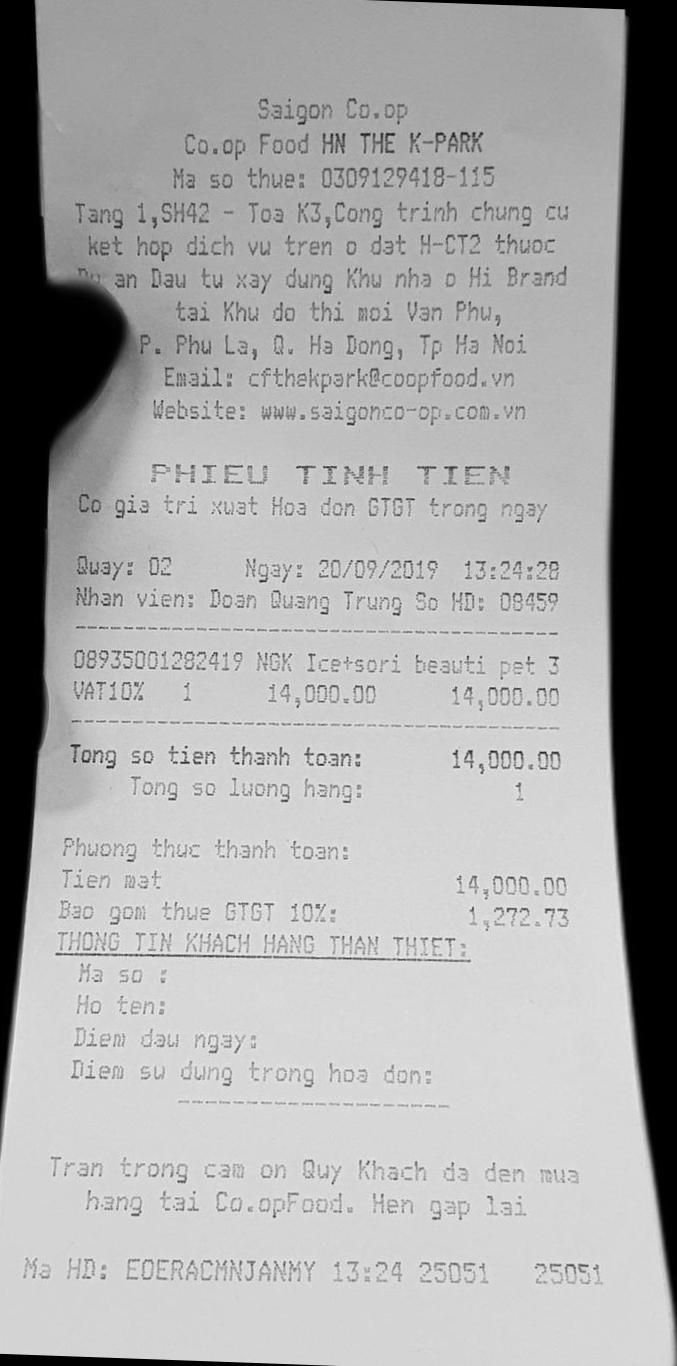 Saigon Co.op
Co.op Food HN THE K-PARK
Ma so thue: 0309129418-115
Tang 1,SH42 - Toa K3,Cong trinh chung cu
ket hop dich vu tren o dat H-CT2 thuoc
Du an Dau tu xay dung Khu nha o Hi Brand
tai Khu do thi moi Van Phu,
P. Phu La, Q. Ha Dong, Tp Ha Noi
Email: cfthekpark@coopfood.vn
Website: www.saigonco-op.com.vn
PHIEU TINH TIEN
Co gia tri xuat Hoa don GTGT trong ngay
Quay: 02 Ngay: 20/09/2019 13:24:28
Nhan vien: Doan Quang Trung So HD: 08459
08935001282419 NGK Ice+sori beauti pet 3
VAT10% 1 14,000.00 14,000.00
Tong so tien thanh toan: 14,000.00
Tong so luong hang: 1
Phuong thuc thanh toan:
Tien mat 14,000.00
Bao gom thue GTGT 10%: 1,272.73
THONG TIN KHACH HANG THAN THIET:
Ma so :
Ho ten:
Diem dau ngay:
Diem su dung trong hoa don:
Tran trong cam on Quy Khach da den mua
hang tai Co.opFood. Hen gap lai
Ma HD: EOERACMNJANMY 13:24 25051 25051